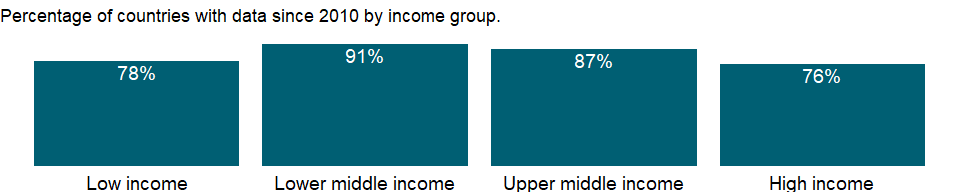 Percentage of countries with data since 2010 by income group.
78%
91%
87%
76%
Low income
Lower middle income
Upper middle income
High income